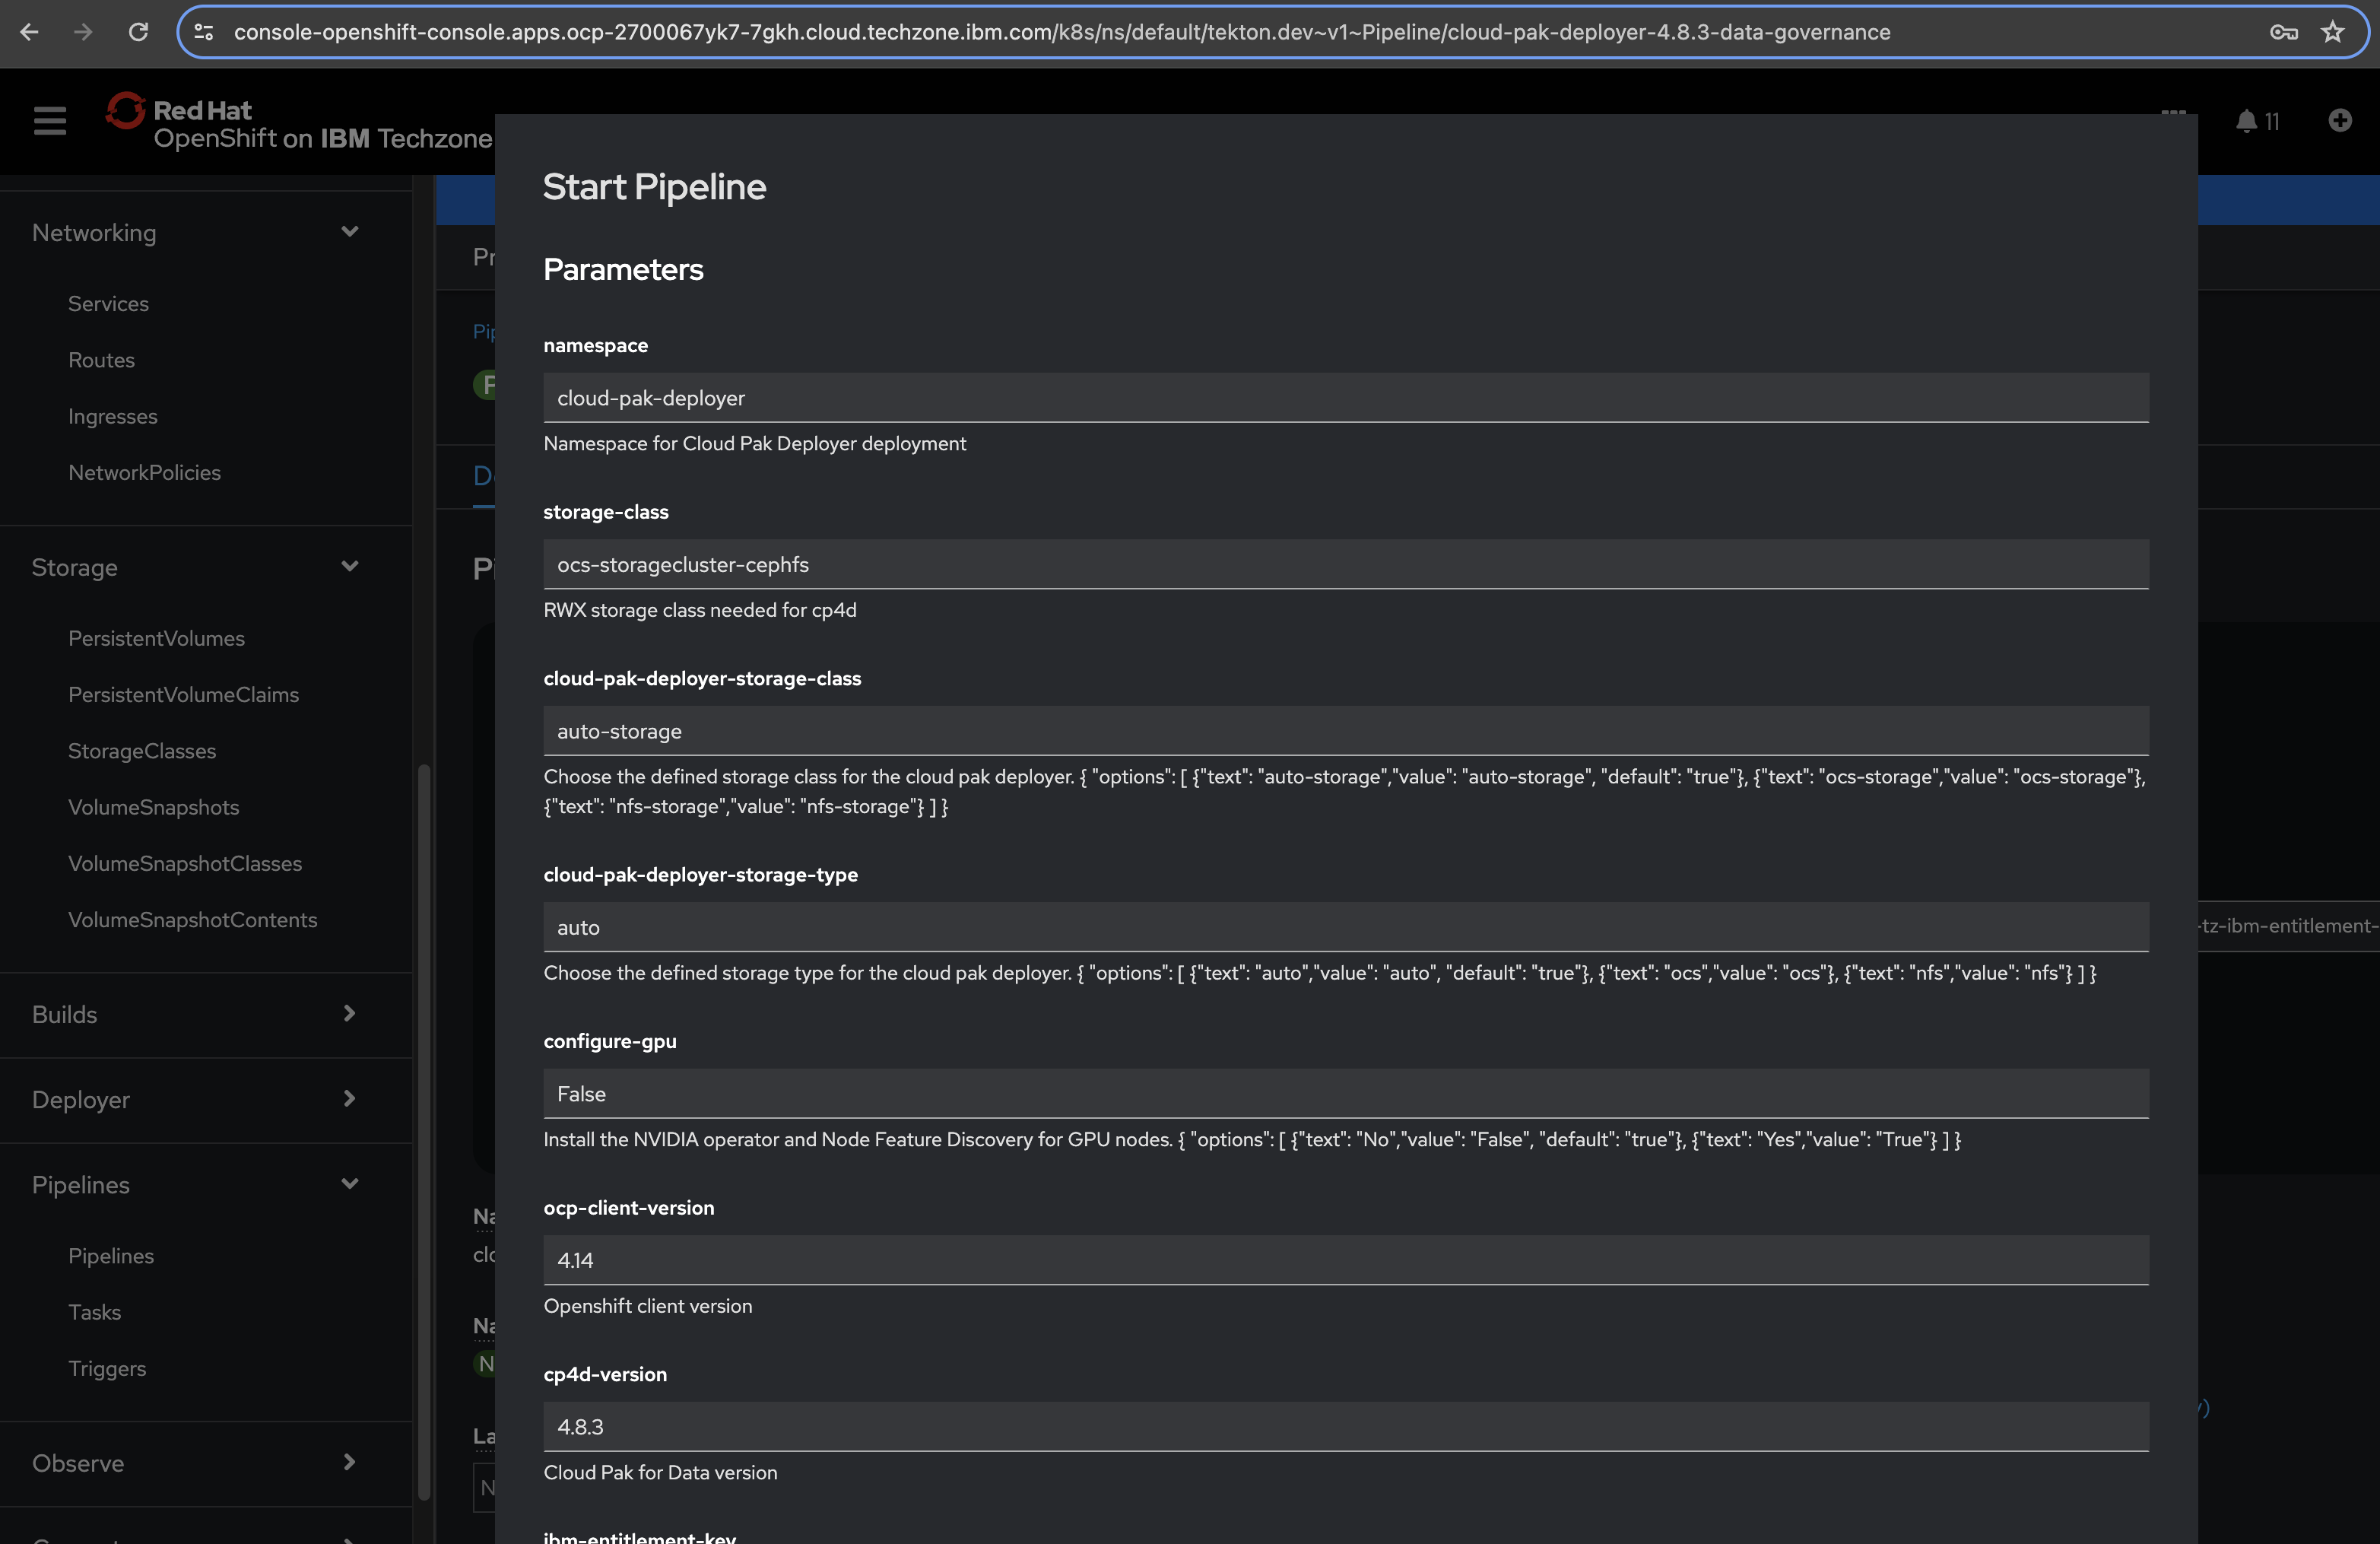 console-openshift-console.apps.ocp-2700067yk7-7gkh.cloud.techzone.ibm.com/k8s/ns/default/tekton.dev~v1~Pipeline/cloud-pak-deployer-4.8.3-data-governance
Red Hat
OpenShift on IBM Techzone
11
Networking
Services
Routes
Ingresses
NetworkPolicies
Storage
PersistentVolumes
PersistentVolumeClaims
StorageClasses
VolumeSnapshots
VolumeSnapshotClasses
VolumeSnapshotContents
Builds
Deployer
Pipelines
Pipelines
Tasks
Triggers
Observe
Start Pipeline
Parameters
namespace
cloud-pak-deployer
Namespace for Cloud Pak Deployer deployment
storage-class
ocs-storagecluster-cephfs
RWX storage class needed for cp4d
cloud-pak-deployer-storage-class
auto-storage
Choose the defined storage class for the cloud pak deployer. { "options": [ {"text": "auto-storage","value": "auto-storage", "default": "true"}, {"text": "ocs-storage","value": "ocs-storage"},
{"text": "nfs-storage","value": "nfs-storage"} ] }
cloud-pak-deployer-storage-type
auto
Choose the defined storage type for the cloud pak deployer. { "options": [ {"text": "auto","value": "auto", "default": "true"}, {"text": "ocs","value": "ocs"}, {"text": "nfs","value": "nfs"} ] }
configure-gpu
False
Install the NVIDIA operator and Node Feature Discovery for GPU nodes. { "options": [ {"text": "No","value": "False", "default": "true"}, {"text": "Yes","value": "True"} ] }
ocp-client-version
4.14
Openshift client version
cp4d-version
4.8.3
Cloud Pak for Data version
ibm-entitlement-key
-tz-ibm-entitlement-